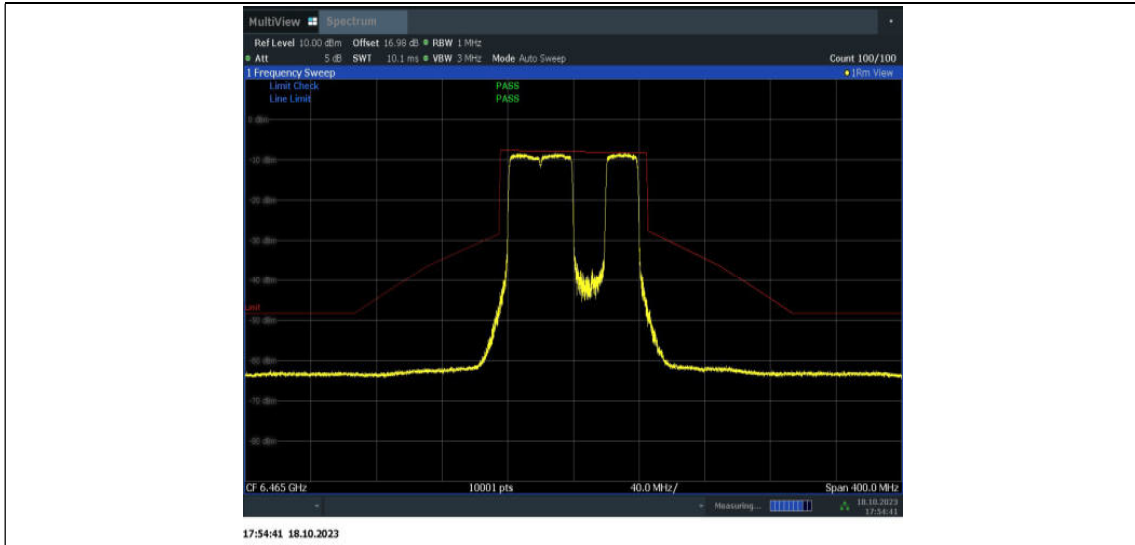 MultiView Spectrum
Ref Level 10.00 dBm Offset 16.98 dB RBW 1 MHz
Att 5 dB SWT 10.1 ms VBW 3 MHz Mode Auto Sweep Count 100/100
1 Frequency Sweep 1Rm View
Limit Check PASS
Line Limit PASS
0 dBm
-10 dBm
-20 dBm
-30 dBm
-40 dBm
-50 dBm
-60 dBm
-70 dBm
-80 dBm
CF 6.465 GHz 10001 pts 40.0 MHz/ Span 400.0 MHz
Measuring... 18.10.2023
17:54:41
17:54:41 18.10.2023